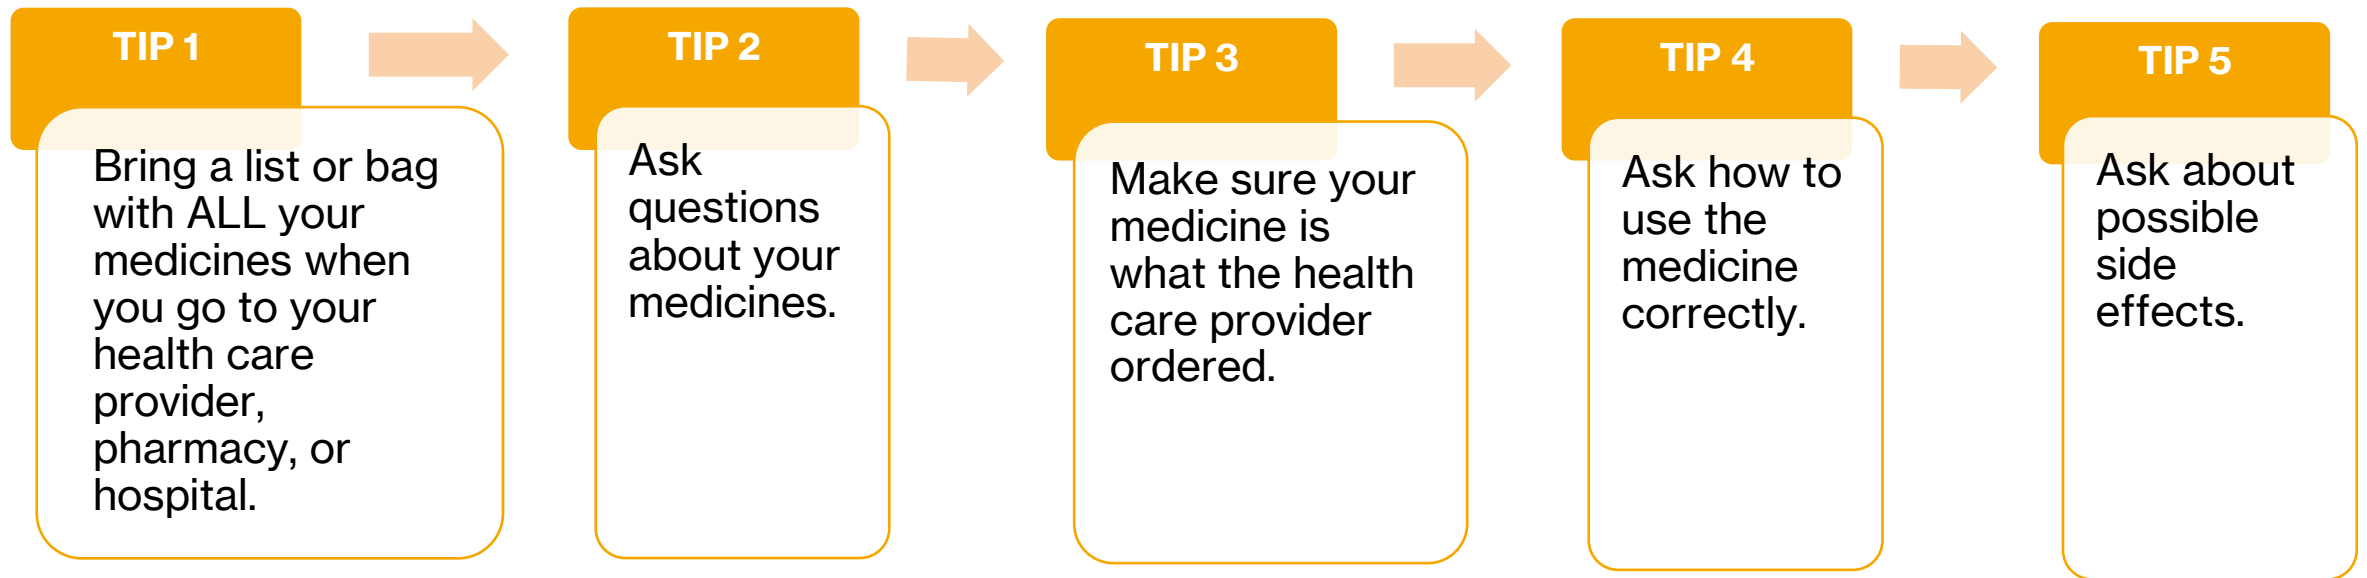 TIP 1
Bring a list or bag
with ALL your
medicines when
you go to your
health care
provider,
pharmacy, or
hospital.
TIP 2
Ask
questions
about your
medicines.
TIP 3
Make sure your
medicine is
what the health
care provider
ordered.
TIP 4
Ask how to
use the
medicine
correctly.
TIP 5
Ask about
possible
side
effects.